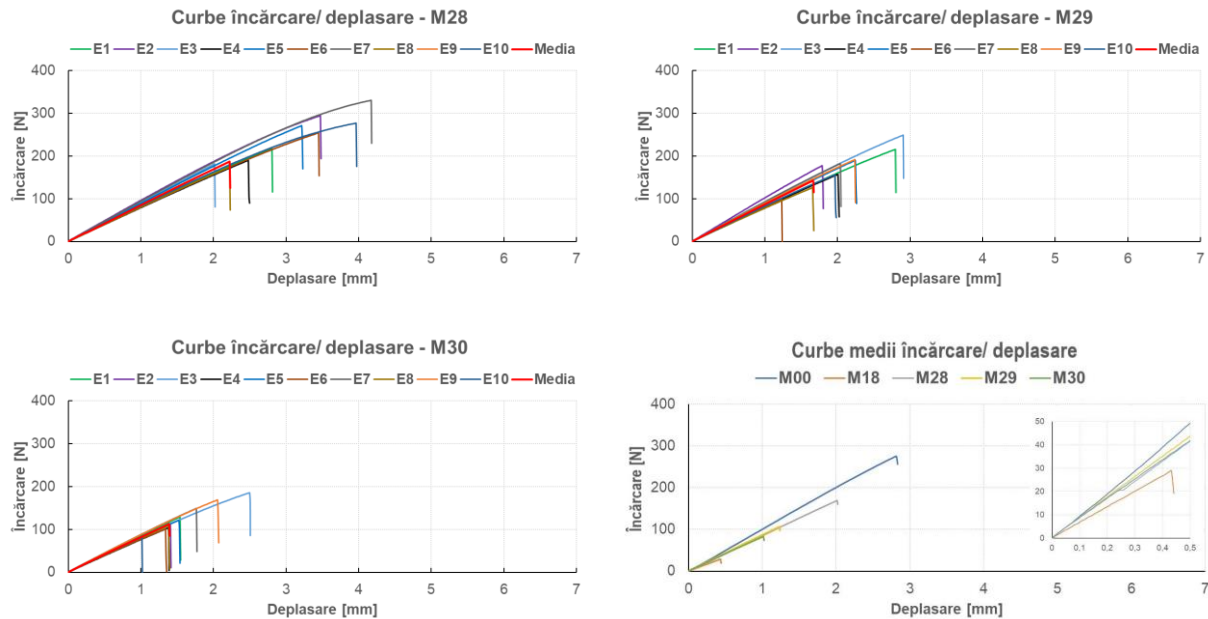 Curbe încărcare/ deplasare - M28
E1 E2 E3 E4 E5 E6 E7 E8 E9 E10 Media
Încărcare [N]
400
300
200
100
0
0 1 2 3 4 5 6 7
Deplasare [mm]
Curbe încărcare/ deplasare - M29
E1 E2 E3 E4 E5 E6 E7 E8 E9 E10 Media
Încărcare [N]
400
300
200
100
0
0 1 2 3 4 5 6 7
Deplasare [mm]
Curbe încărcare/ deplasare - M30
E1 E2 E3 E4 E5 E6 E7 E8 E9 E10 Media
Încărcare [N]
400
300
200
100
0
0 1 2 3 4 5 6 7
Deplasare [mm]
Curbe medii încărcare/ deplasare
M00 M18 M28 M29 M30
Încărcare [N]
400
300
200
100
0
0 1 2 3 4 5 6 7
Deplasare [mm]
50
40
30
20
10
0
0 0,1 0,2 0,3 0,4 0,5